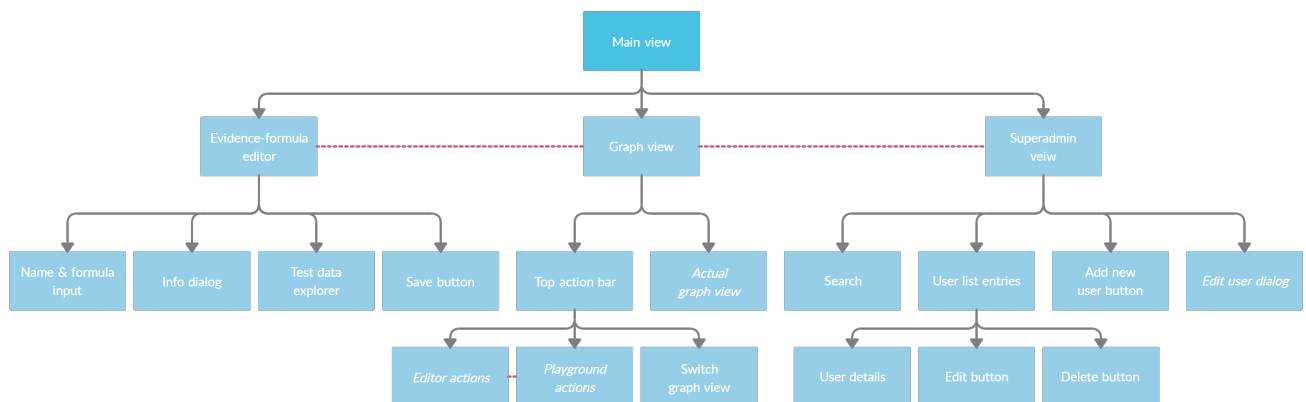 Main view
Evidence-formula
editor
Graph view
Superadmin
veiw
Name & formula
input
Info dialog
Test data
explorer
Save button
Top action bar
Actual
graph view
Search
User list entries
Add new
user button
Edit user dialog
Editor actions
Playground
actions
Switch
graph view
User details
Edit button
Delete button